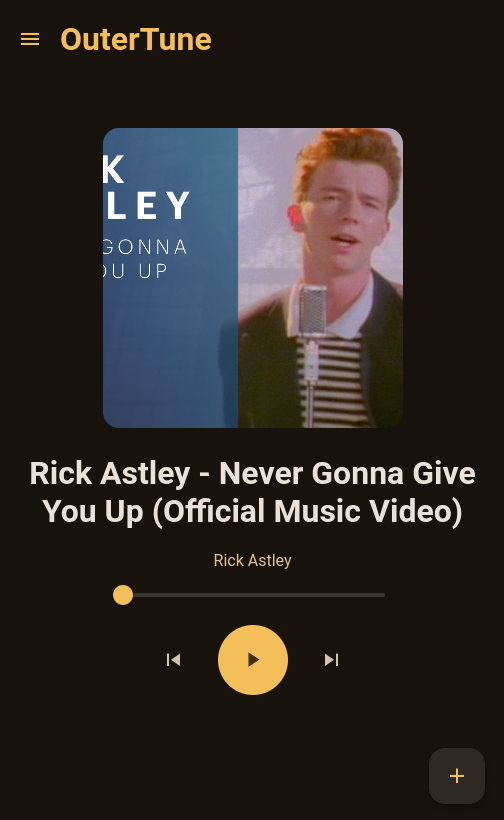 OuterTune
K
LEY
GONNA
OU UP
Rick Astley - Never Gonna Give
You Up (Official Music Video)
Rick Astley